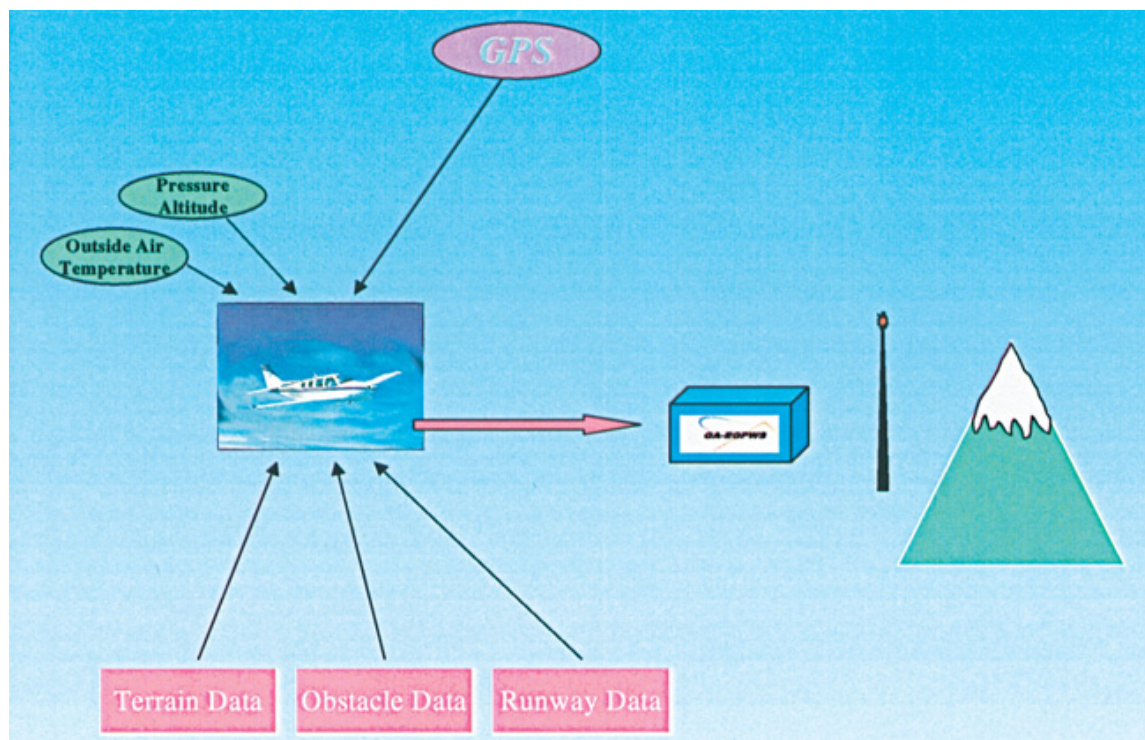 GPS
Pressure
Altitude
Outside Air
Temperature
GA-EGPWS
Terrain Data
Obstacle Data
Runway Data